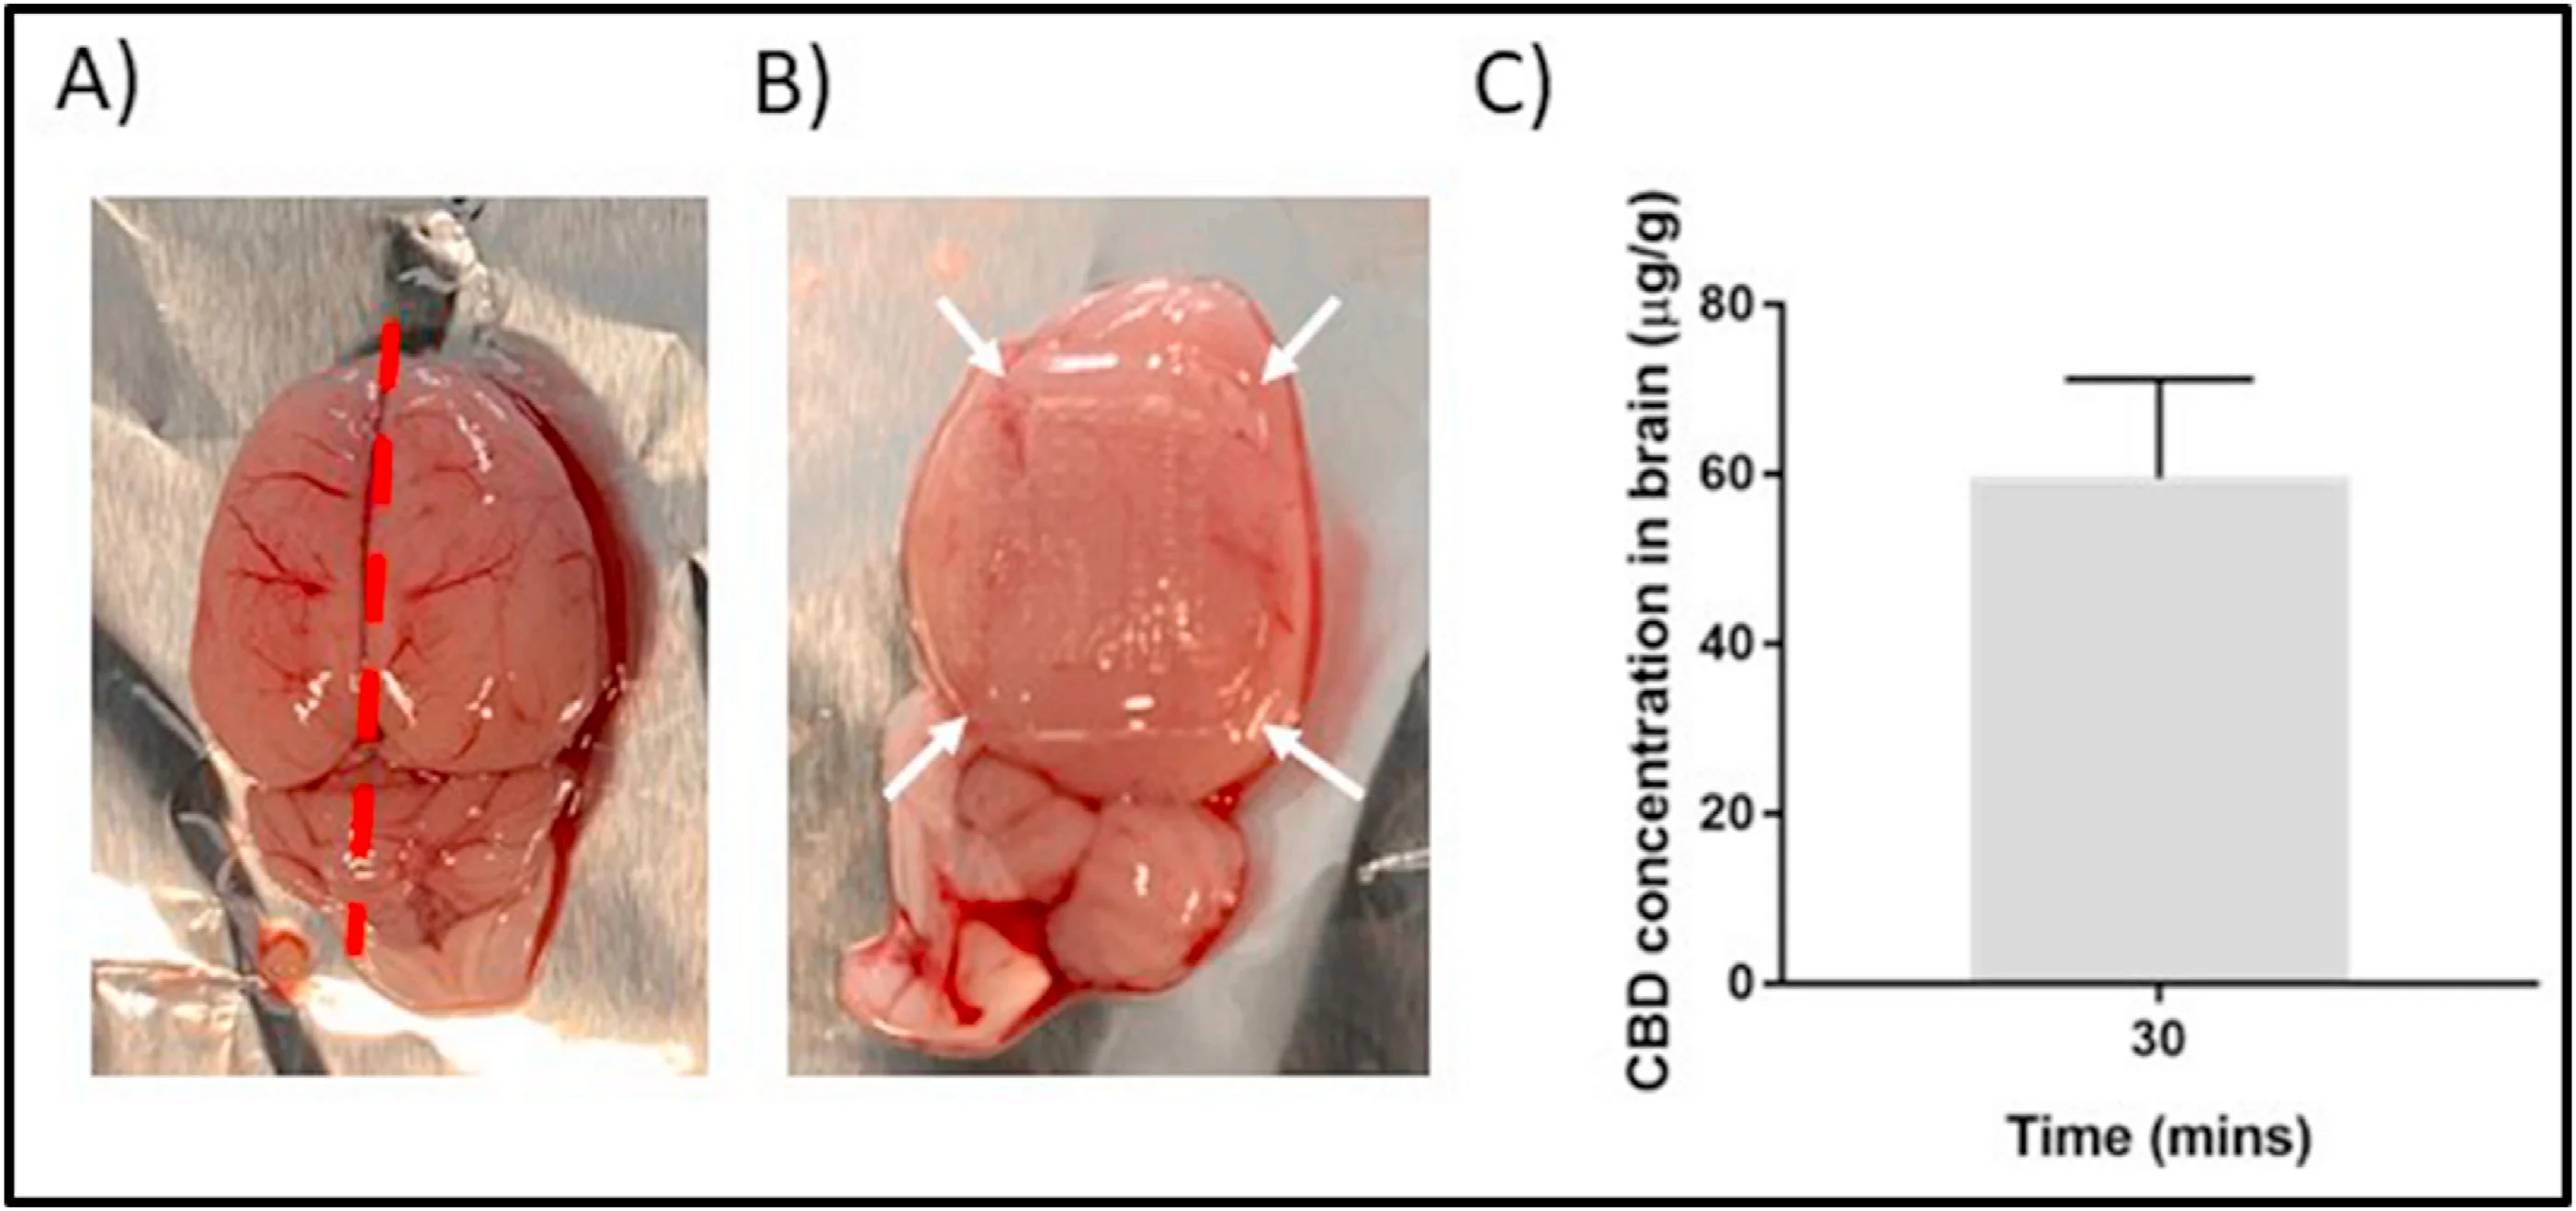 A)
B)
C)
CBD concentration in brain (µg/g)
80
60
40
20
0
30
Time (mins)